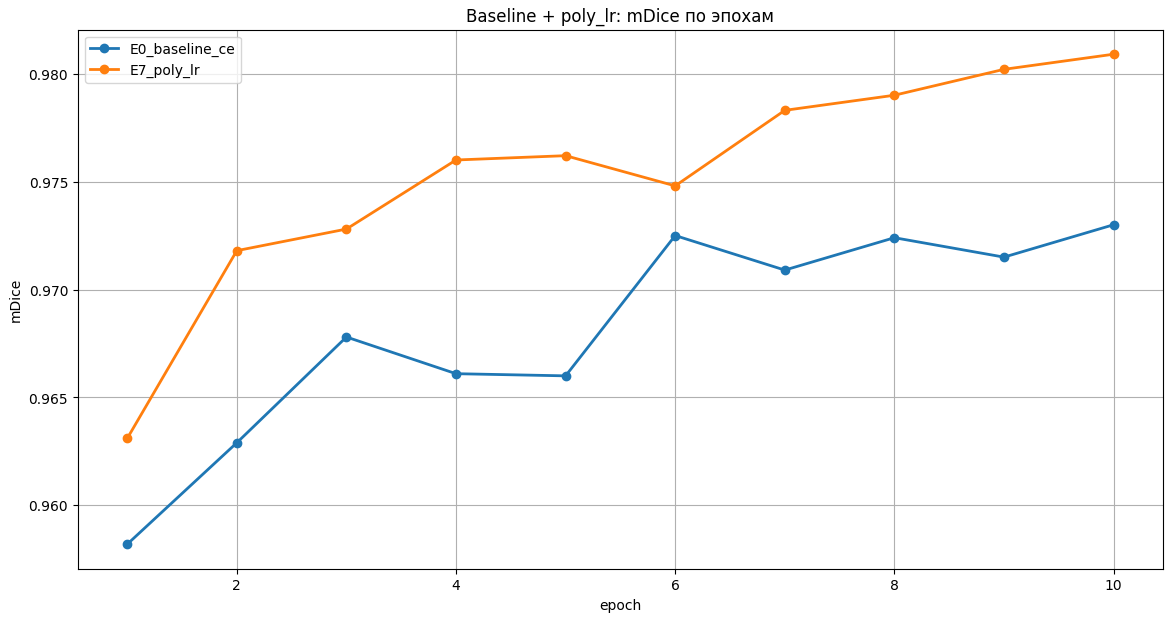 Baseline + poly_lr: mDice по эпохам
E0_baseline_ce
E7_poly_lr
0.980
0.975
0.970
0.965
0.960
mDice
2 4 6 8 10
epoch